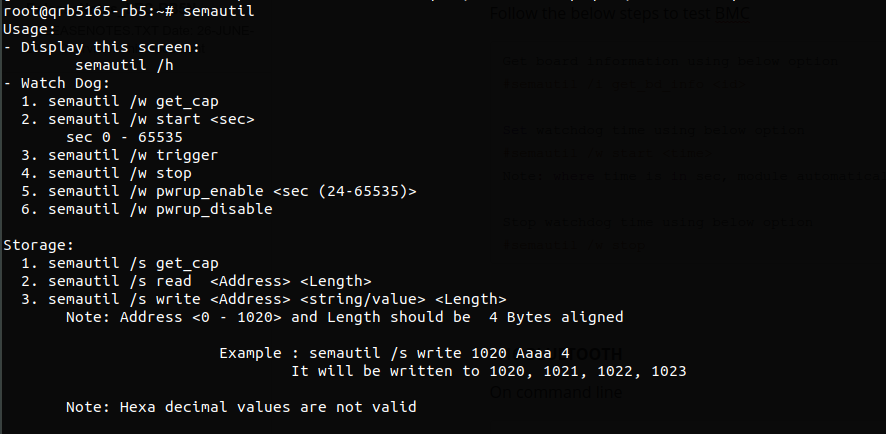 root@qrb5165-rb5:~# semautil
Usage:
- Display this screen:
        semautil /h
- Watch Dog:
  1. semautil /w get_cap
  2. semautil /w start <sec>
       sec 0 - 65535
  3. semautil /w trigger
  4. semautil /w stop
  5. semautil /w pwrup_enable <sec (24-65535)>
  6. semautil /w pwrup_disable

Storage:
  1. semautil /s get_cap
  2. semautil /s read  <Address> <Length>
  3. semautil /s write <Address> <string/value> <Length>
       Note: Address <0 - 1020> and Length should be  4 Bytes aligned

                        Example : semautil /s write 1020 Aaaa 4
                                It will be written to 1020, 1021, 1022, 1023

       Note: Hexa decimal values are not valid
Follow the below steps to test BMC
On command line